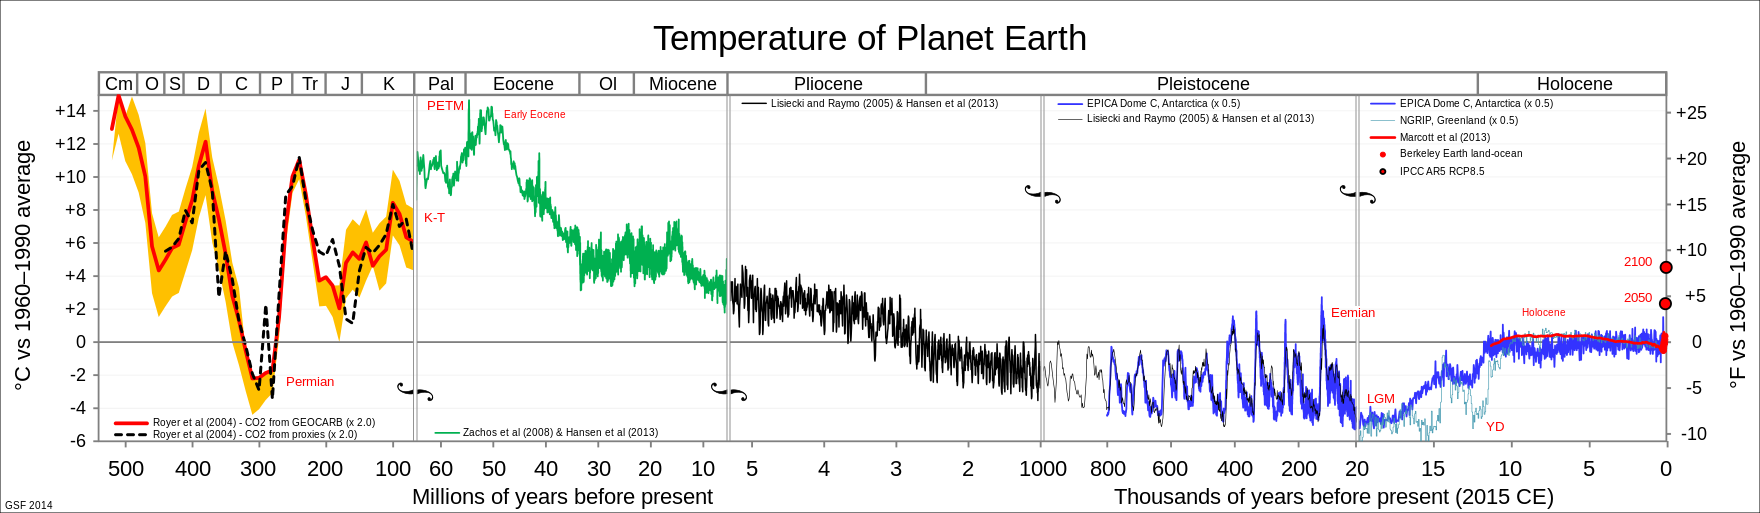 Temperature of Planet Earth
Cm O S D C P Tr J K Pal Eocene Ol Miocene Pliocene Pleistocene Holocene
°C vs 1960–1990 average
+14
+12
+10
+8
+6
+4
+2
0
-2
-4
-6
Permian
Royer et al (2004) - CO2 from GEOCARB (x 2.0)
Royer et al (2004) - CO2 from proxies (x 2.0)
PETM
Early Eocene
K-T
Zachos et al (2008) & Hansen et al (2013)
Lisiecki and Raymo (2005) & Hansen et al (2013)
EPICA Dome C, Antarctica (x 0.5)
Lisiecki and Raymo (2005) & Hansen et al (2013)
Eemian
EPICA Dome C, Antarctica (x 0.5)
NGRIP, Greenland (x 0.5)
Marcott et al (2013)
Berkeley Earth land-ocean
IPCC AR5 RCP8.5
2100
2050
Holocene
LGM
YD
+25
+20
+15
+10
+5
0
-5
-10
°F vs 1960–1990 average
500 400 300 200 100 60 50 40 30 20 10 5 4 3 2 1000 800 600 400 200 20 15 10 5 0
Millions of years before present
Thousands of years before present (2015 CE)
GSF 2014